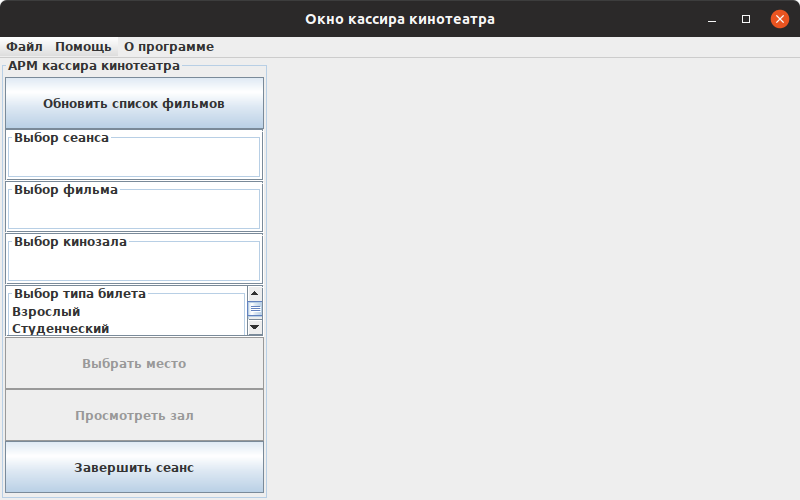 Окно кассира кинотеатра
Файл Помощь О программе
АРМ кассира кинотеатра
Обновить список фильмов
Выбор сеанса
Выбор фильма
Выбор кинозала
Выбор типа билета
Взрослый
Студенческий
Выбрать место
Просмотреть зал
Завершить сеанс